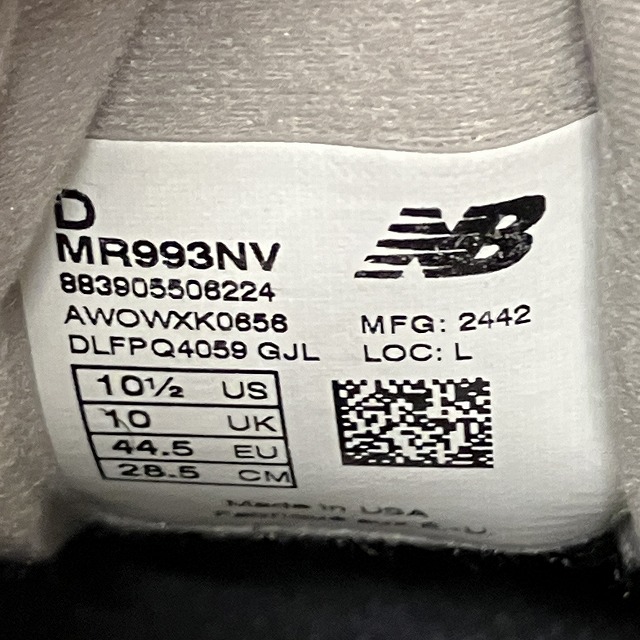 D
MR993NV
NB
883905506224
AWOWXK0656
MFG: 2442
DLFPQ4059 GJL
LOC: L
10½ US
10 UK
44.5 EU
28.5 CM
Made in USA